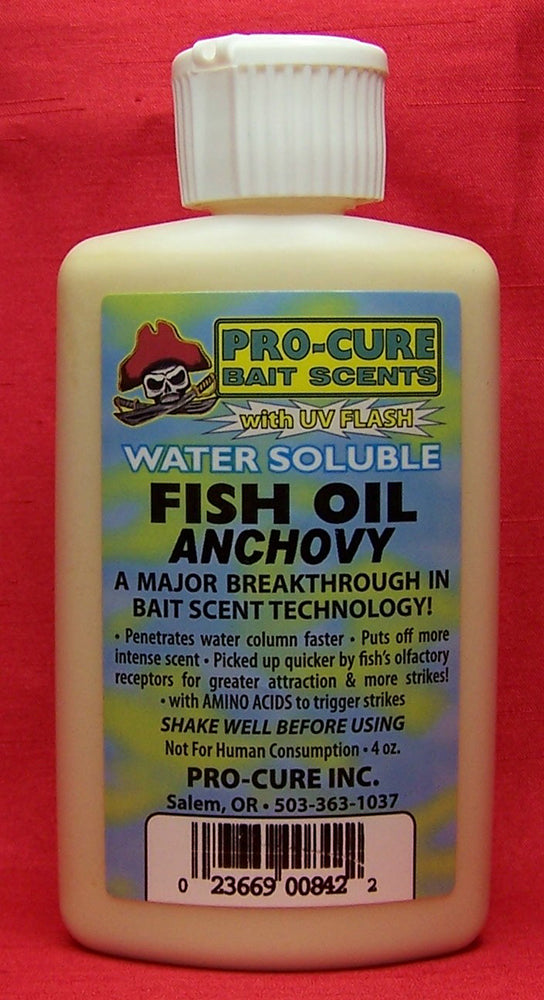 PRO-CURE
BAIT SCENTS
with UV FLASH
WATER SOLUBLE
FISH OIL
ANCHOVY
A MAJOR BREAKTHROUGH IN
BAIT SCENT TECHNOLOGY!
• Penetrates water column faster • Puts off more
intense scent • Picked up quicker by fish's olfactory
receptors for greater attraction & more strikes!
• with AMINO ACIDS to trigger strikes
SHAKE WELL BEFORE USING
Not For Human Consumption • 4 oz.
PRO-CURE INC.
Salem, OR • 503-363-1037
0 23669 00842 2